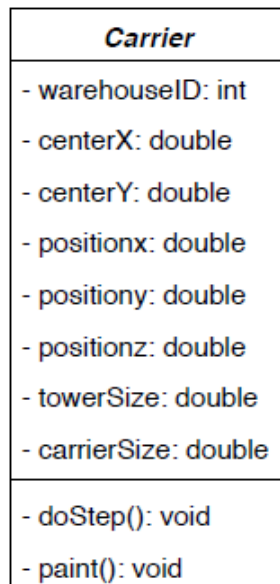 Carrier
- warehouseID: int
- centerX: double
- centerY: double
- positionx: double
- positiony: double
- positionz: double
- towerSize: double
- carrierSize: double
- doStep(): void
- paint(): void